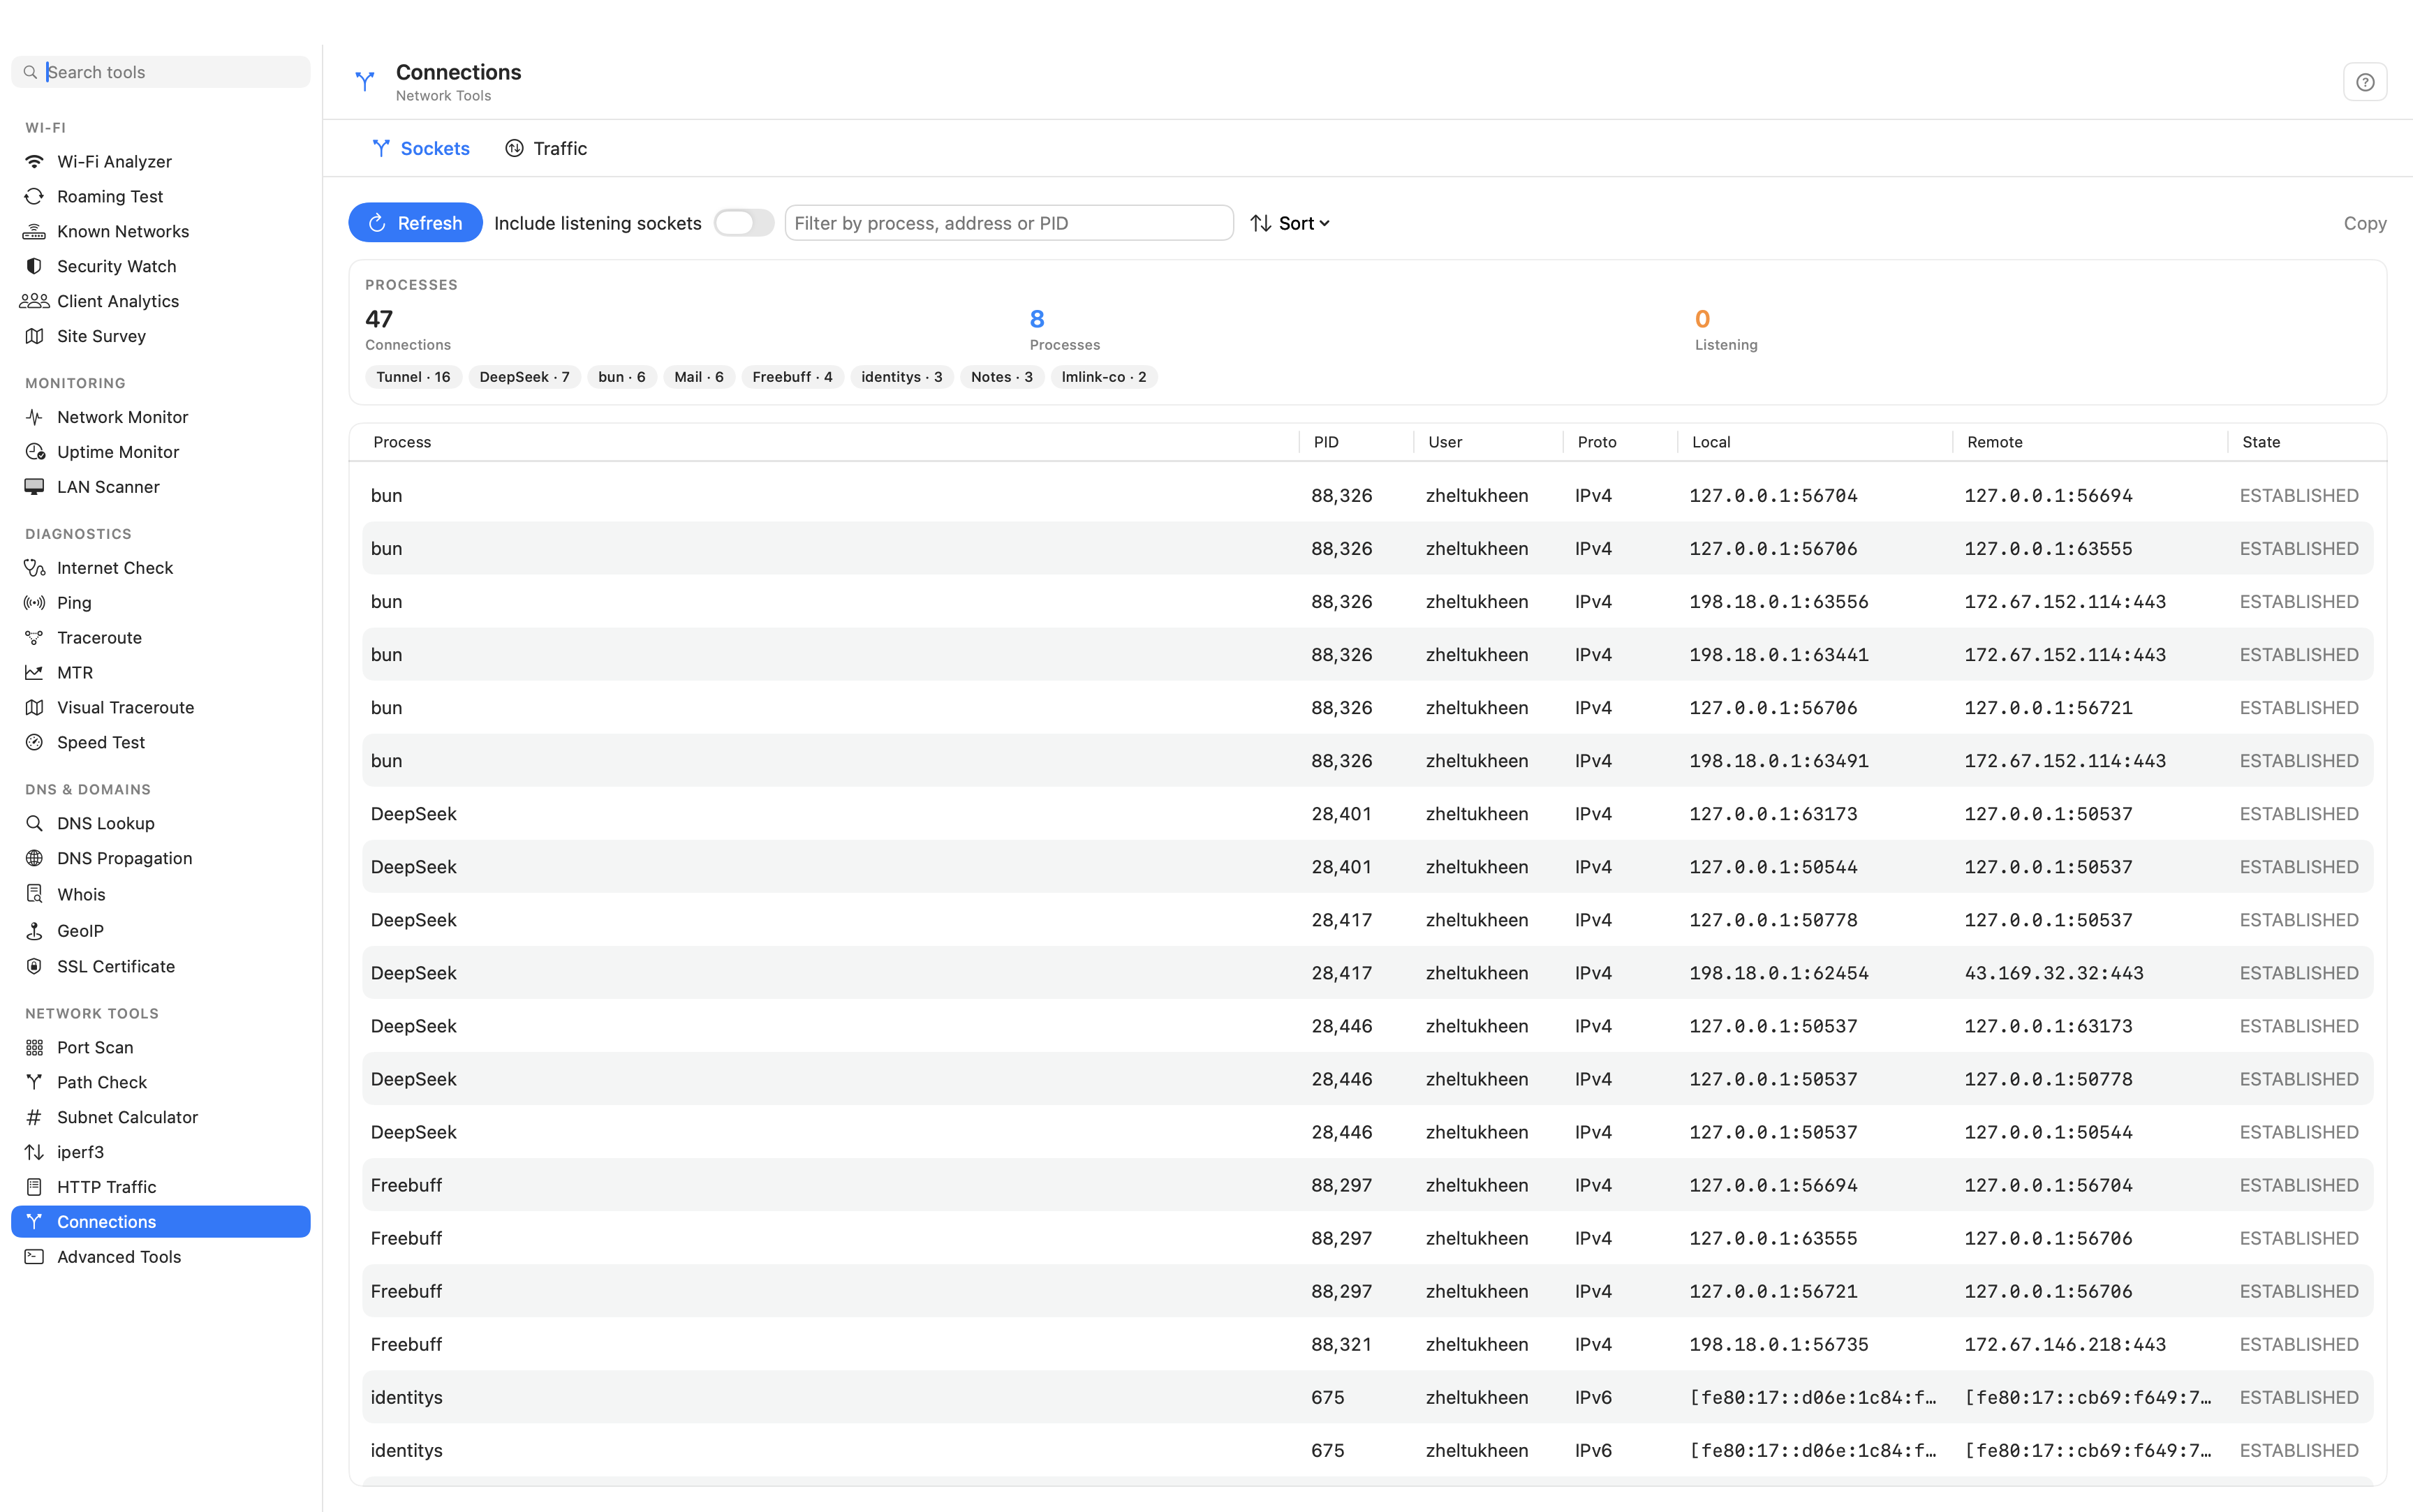 Search tools
WI-FI
Wi-Fi Analyzer
Roaming Test
Known Networks
Security Watch
Client Analytics
Site Survey
MONITORING
Network Monitor
Uptime Monitor
LAN Scanner
DIAGNOSTICS
Internet Check
Ping
Traceroute
MTR
Visual Traceroute
Speed Test
DNS & DOMAINS
DNS Lookup
DNS Propagation
Whois
GeoIP
SSL Certificate
NETWORK TOOLS
Port Scan
Path Check
# Subnet Calculator
iperf3
HTTP Traffic
Connections
Advanced Tools
Connections
Network Tools
Sockets Traffic
Refresh Include listening sockets Filter by process, address or PID Sort Copy
PROCESSES
47 8 0
Connections Processes Listening
Tunnel · 16 DeepSeek · 7 bun · 6 Mail · 6 Freebuff · 4 identitys · 3 Notes · 3 lmlink-co · 2
Process PID User Proto Local Remote State
bun 88,326 zheltukheen IPv4 127.0.0.1:56704 127.0.0.1:56694 ESTABLISHED
bun 88,326 zheltukheen IPv4 127.0.0.1:56706 127.0.0.1:63555 ESTABLISHED
bun 88,326 zheltukheen IPv4 198.18.0.1:63556 172.67.152.114:443 ESTABLISHED
bun 88,326 zheltukheen IPv4 198.18.0.1:63441 172.67.152.114:443 ESTABLISHED
bun 88,326 zheltukheen IPv4 127.0.0.1:56706 127.0.0.1:56721 ESTABLISHED
bun 88,326 zheltukheen IPv4 198.18.0.1:63491 172.67.152.114:443 ESTABLISHED
DeepSeek 28,401 zheltukheen IPv4 127.0.0.1:63173 127.0.0.1:50537 ESTABLISHED
DeepSeek 28,401 zheltukheen IPv4 127.0.0.1:50544 127.0.0.1:50537 ESTABLISHED
DeepSeek 28,417 zheltukheen IPv4 127.0.0.1:50778 127.0.0.1:50537 ESTABLISHED
DeepSeek 28,417 zheltukheen IPv4 198.18.0.1:62454 43.169.32.32:443 ESTABLISHED
DeepSeek 28,446 zheltukheen IPv4 127.0.0.1:50537 127.0.0.1:63173 ESTABLISHED
DeepSeek 28,446 zheltukheen IPv4 127.0.0.1:50537 127.0.0.1:50778 ESTABLISHED
DeepSeek 28,446 zheltukheen IPv4 127.0.0.1:50537 127.0.0.1:50544 ESTABLISHED
Freebuff 88,297 zheltukheen IPv4 127.0.0.1:56694 127.0.0.1:56704 ESTABLISHED
Freebuff 88,297 zheltukheen IPv4 127.0.0.1:63555 127.0.0.1:56706 ESTABLISHED
Freebuff 88,297 zheltukheen IPv4 127.0.0.1:56721 127.0.0.1:56706 ESTABLISHED
Freebuff 88,321 zheltukheen IPv4 198.18.0.1:56735 172.67.146.218:443 ESTABLISHED
identitys 675 zheltukheen IPv6 [fe80:17::d06e:1c84:f… [fe80:17::cb69:f649:7… ESTABLISHED
identitys 675 zheltukheen IPv6 [fe80:17::d06e:1c84:f… [fe80:17::cb69:f649:7… ESTABLISHED